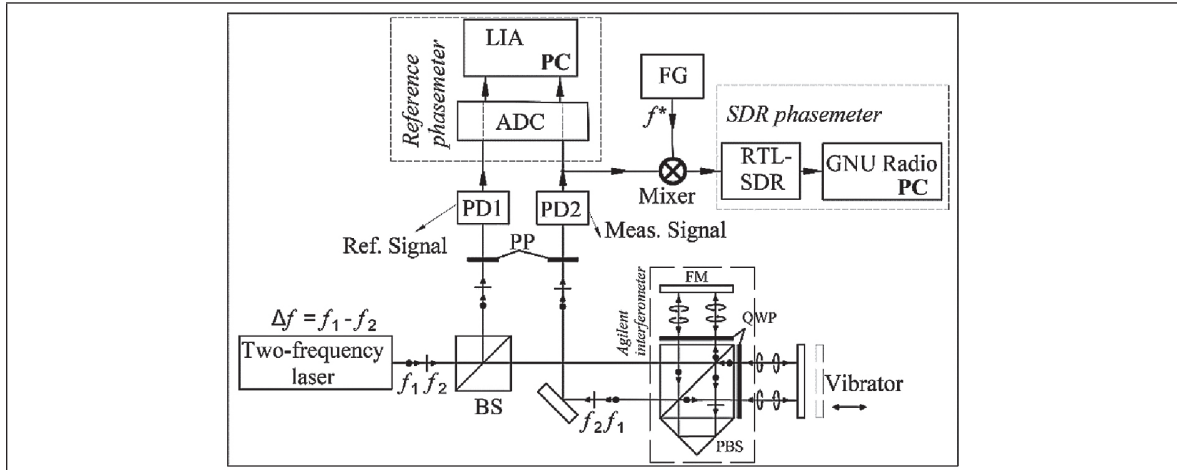 LIA
PC
Reference
phasemeter
ADC
FG
f*
SDR phasemeter
RTL-
SDR
GNU Radio
PC
Mixer
PD1
PD2
Ref. Signal
PP
Meas. Signal
Δf = f1 - f2
Two-frequency
laser
f1 f2
BS
f2 f1
Agilent
interferometer
FM
QWP
PBS
Vibrator